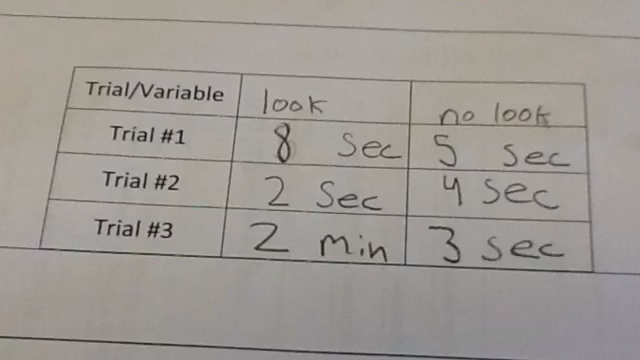 Trial/Variable look no look
Trial #1 8 Sec 5 sec
Trial #2 2 Sec 4 sec
Trial #3 2 min 3 sec